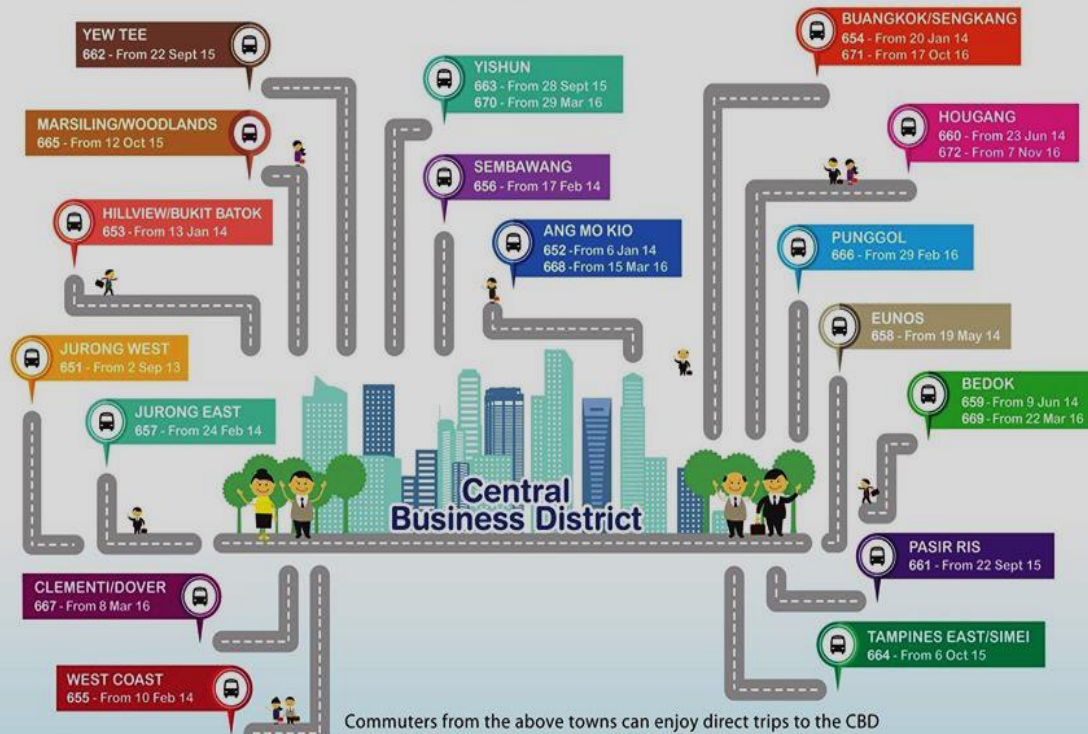 YEW TEE
662 - From 22 Sept 15
YISHUN
663 - From 28 Sept 15
670 - From 29 Mar 16
BUANGKOK/SENGKANG
654 - From 20 Jan 14
671 - From 17 Oct 16
MARSILING/WOODLANDS
665 - From 12 Oct 15
SEMBAWANG
656 - From 17 Feb 14
HOUGANG
660 - From 23 Jun 14
672 - From 7 Nov 16
HILLVIEW/BUKIT BATOK
653 - From 13 Jan 14
ANG MO KIO
652 -From 6 Jan 14
668 - From 15 Mar 16
PUNGGOL
666 - From 29 Feb 16
EUNOS
658 - From 19 May 14
JURONG WEST
651 - From 2 Sep 13
BEDOK
659 - From 9 Jun 14
669 - From 22 Mar 16
JURONG EAST
657 - From 24 Feb 14
Central
Business District
PASIR RIS
661 - From 22 Sept 15
CLEMENTI/DOVER
667 - From 8 Mar 16
TAMPINES EAST/SIMEI
664 - From 6 Oct 15
WEST COAST
655 - From 10 Feb 14
Commuters from the above towns can enjoy direct trips to the CBD